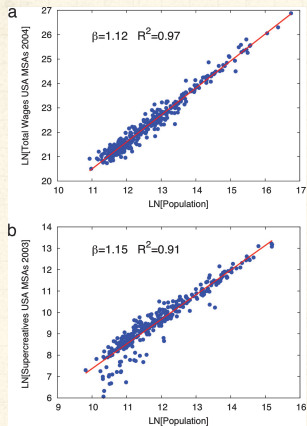 a
LN[Total Wages USA MSAs 2004]
27
26
25
24
23
22
21
20
β=1.12 R²=0.97
10 11 12 13 14 15 16 17
LN[Population]
b
LN[Supercreatives USA MSAs 2003]
14
13
12
11
10
9
8
7
6
β=1.15 R²=0.91
9 10 11 12 13 14 15 16
LN[Population]